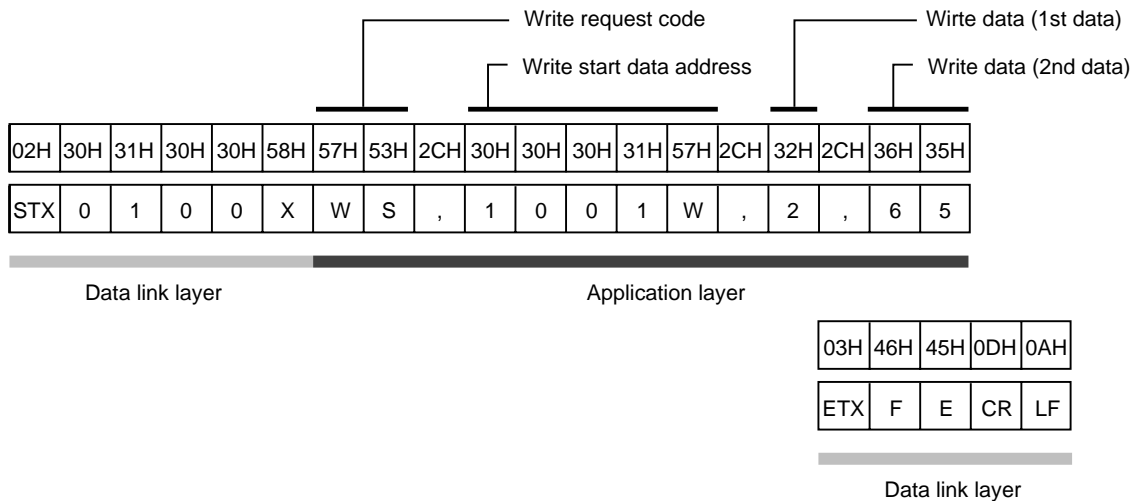 Write request code Wirte data (1st data)
Write start data address Write data (2nd data)
02H 30H 31H 30H 30H 58H 57H 53H 2CH 30H 30H 30H 31H 57H 2CH 32H 2CH 36H 35H
STX 0 1 0 0 X W S , 1 0 0 1 W , 2 , 6 5
Data link layer Application layer
03H 46H 45H 0DH 0AH
ETX F E CR LF
Data link layer